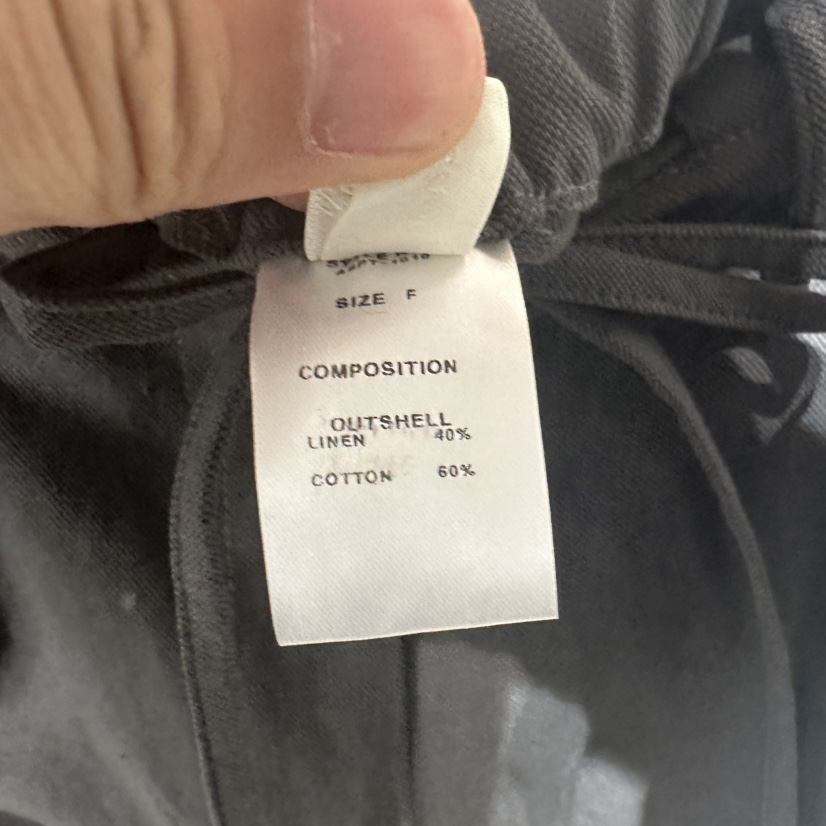 SIZE F
COMPOSITION
OUTSHELL
LINEN 40%
COTTON 60%